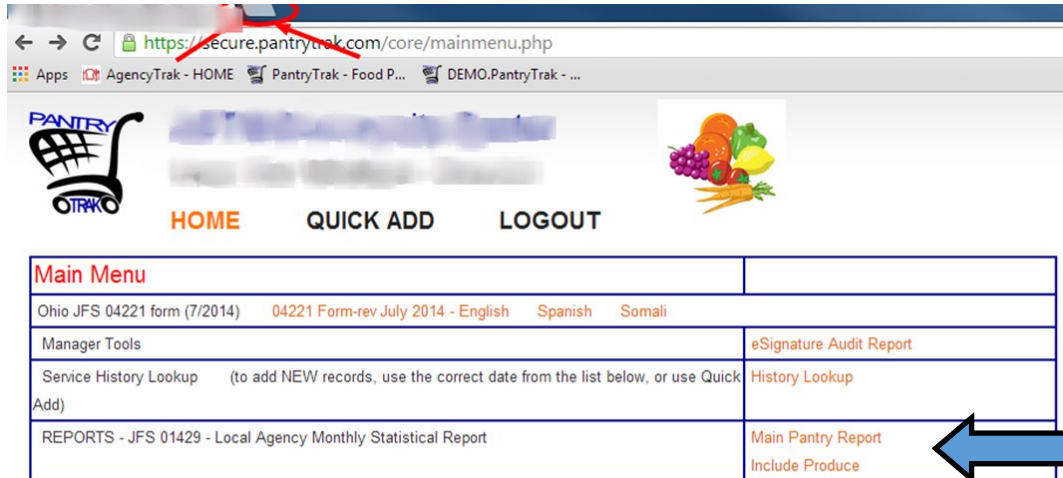 https://secure.pantrytrak.com/core/mainmenu.php
Apps AgencyTrak - HOME PantryTrak - Food P... DEMO.PantryTrak - ...
PANTRY
TRAK
HOME QUICK ADD LOGOUT
Main Menu
Ohio JFS 04221 form (7/2014) 04221 Form-rev July 2014 - English Spanish Somali
Manager Tools eSignature Audit Report
Service History Lookup (to add NEW records, use the correct date from the list below, or use Quick Add) History Lookup
REPORTS - JFS 01429 - Local Agency Monthly Statistical Report Main Pantry Report
Include Produce